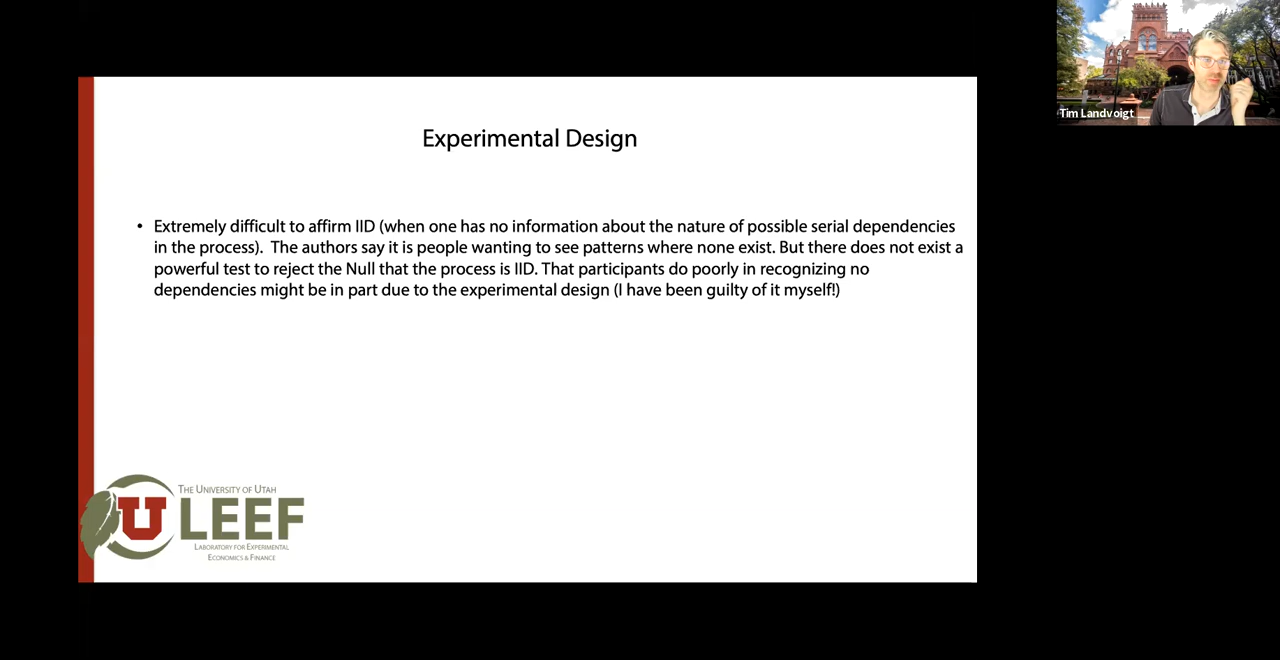 Tim Landvoigt
Experimental Design
• Extremely difficult to affirm IID (when one has no information about the nature of possible serial dependencies
in the process).  The authors say it is people wanting to see patterns where none exist. But there does not exist a
powerful test to reject the Null that the process is IID. That participants do poorly in recognizing no
dependencies might be in part due to the experimental design (I have been guilty of it myself!)
THE UNIVERSITY OF UTAH
U LEEF
LABORATORY FOR EXPERIMENTAL
ECONOMICS & FINANCE